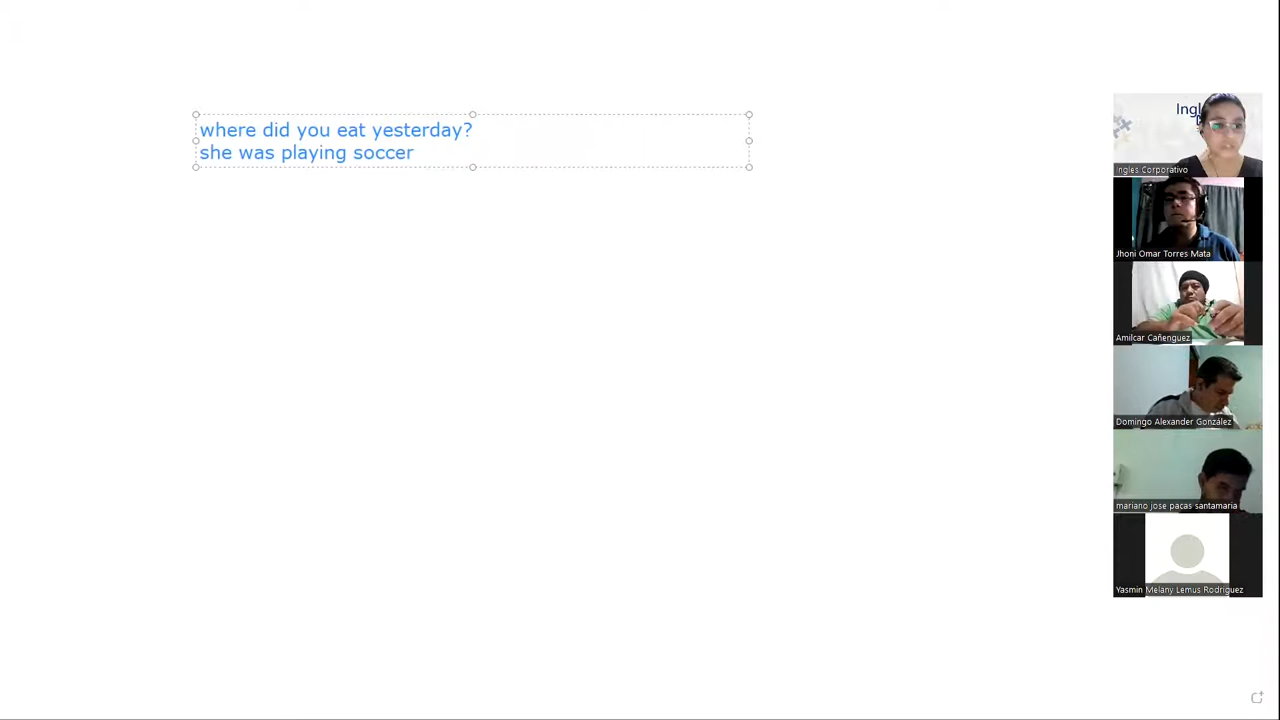 where did you eat yesterday?
she was playing soccer
Ingles Corporativo
Jhoni Omar Torres Mata
Amilcar Cañenguez
Domingo Alexander González
mariano jose pacas santamaria
Yasmin Melany Lemus Rodriguez